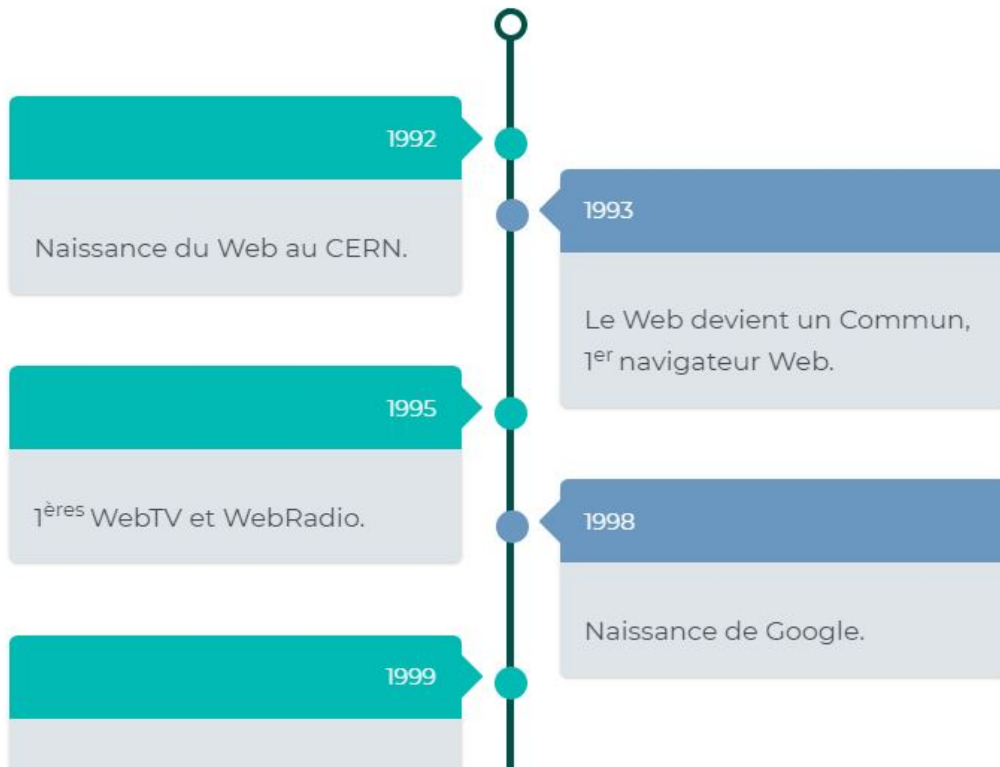 1992
Naissance du Web au CERN.
1993
Le Web devient un Commun,
1er navigateur Web.
1995
1ères WebTV et WebRadio.
1998
Naissance de Google.
1999